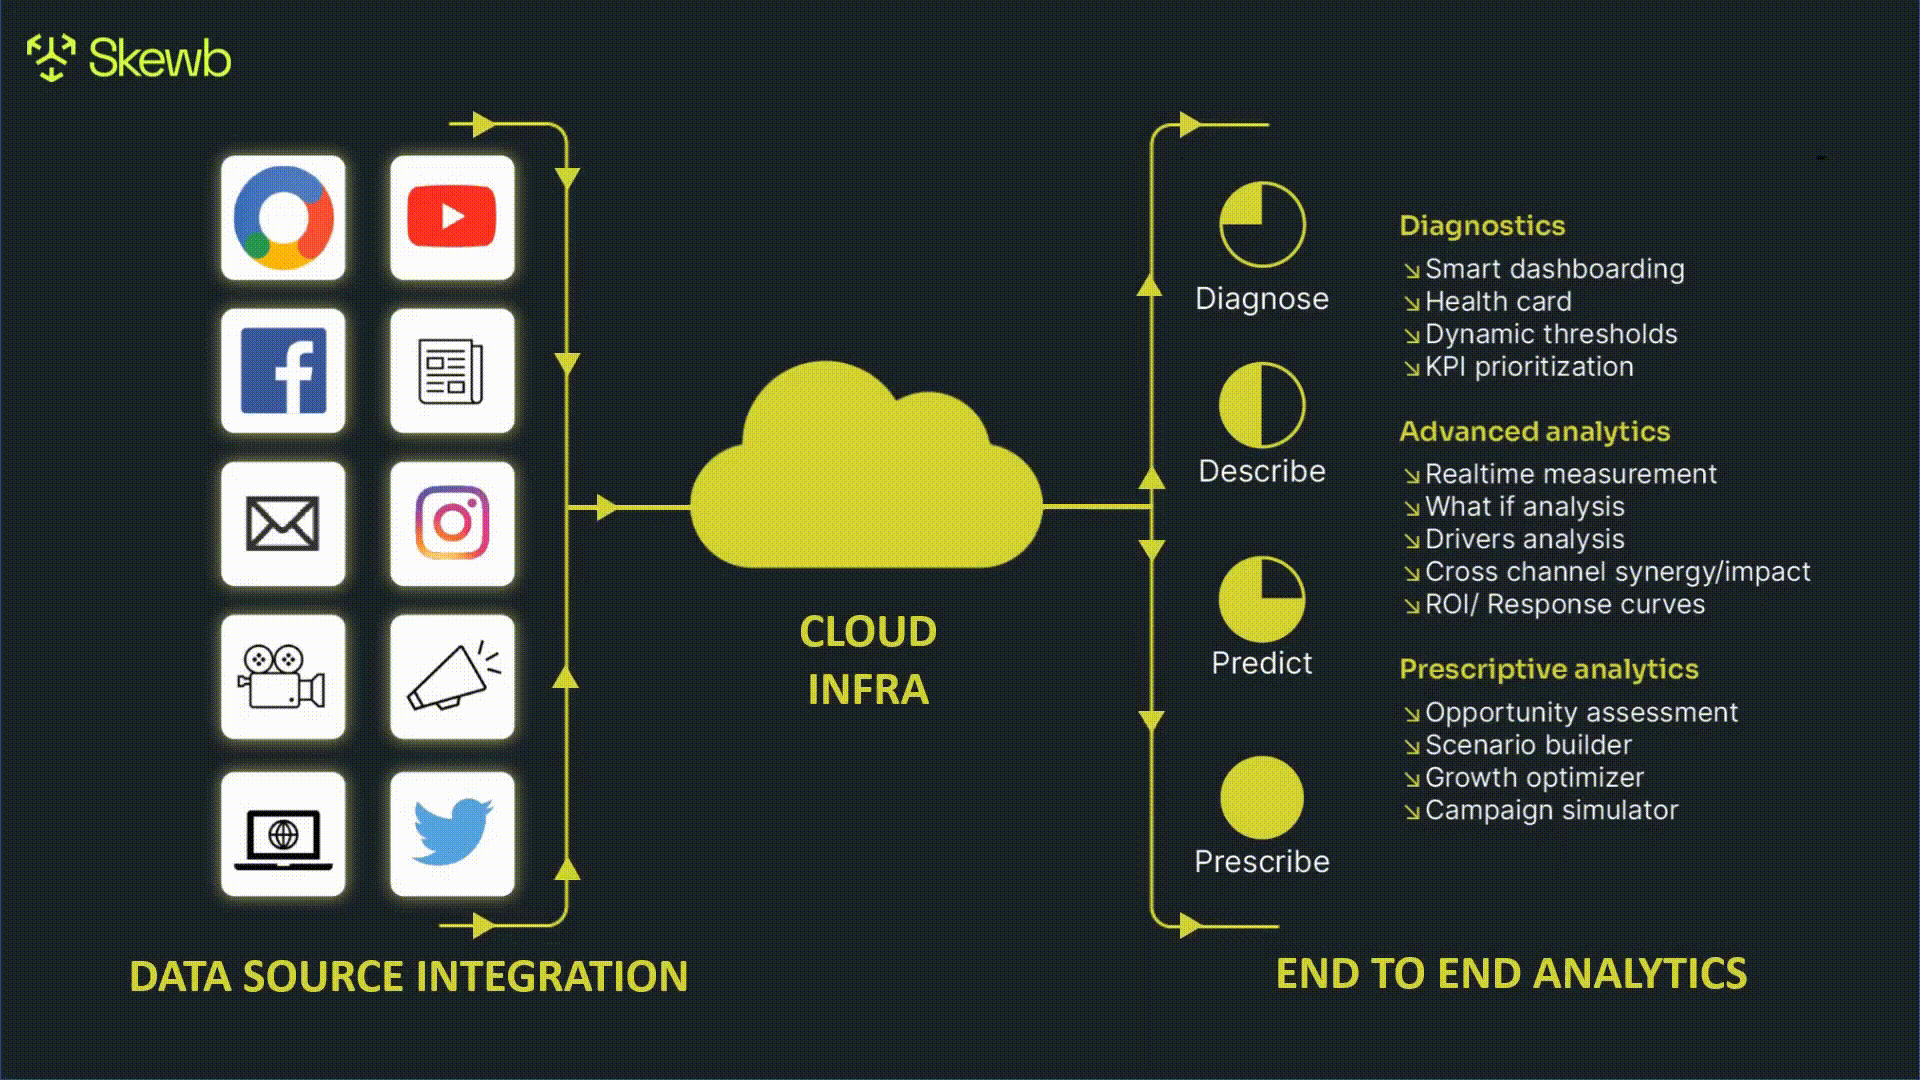 Skewb
Diagnose
Describe
Predict
Prescribe
Diagnostics
Smart dashboarding
Health card
Dynamic thresholds
KPI prioritization
Advanced analytics
Realtime measurement
What if analysis
Drivers analysis
Cross channel synergy/impact
ROI/ Response curves
Prescriptive analytics
Opportunity assessment
Scenario builder
Growth optimizer
Campaign simulator
CLOUD
INFRA
DATA SOURCE INTEGRATION
END TO END ANALYTICS